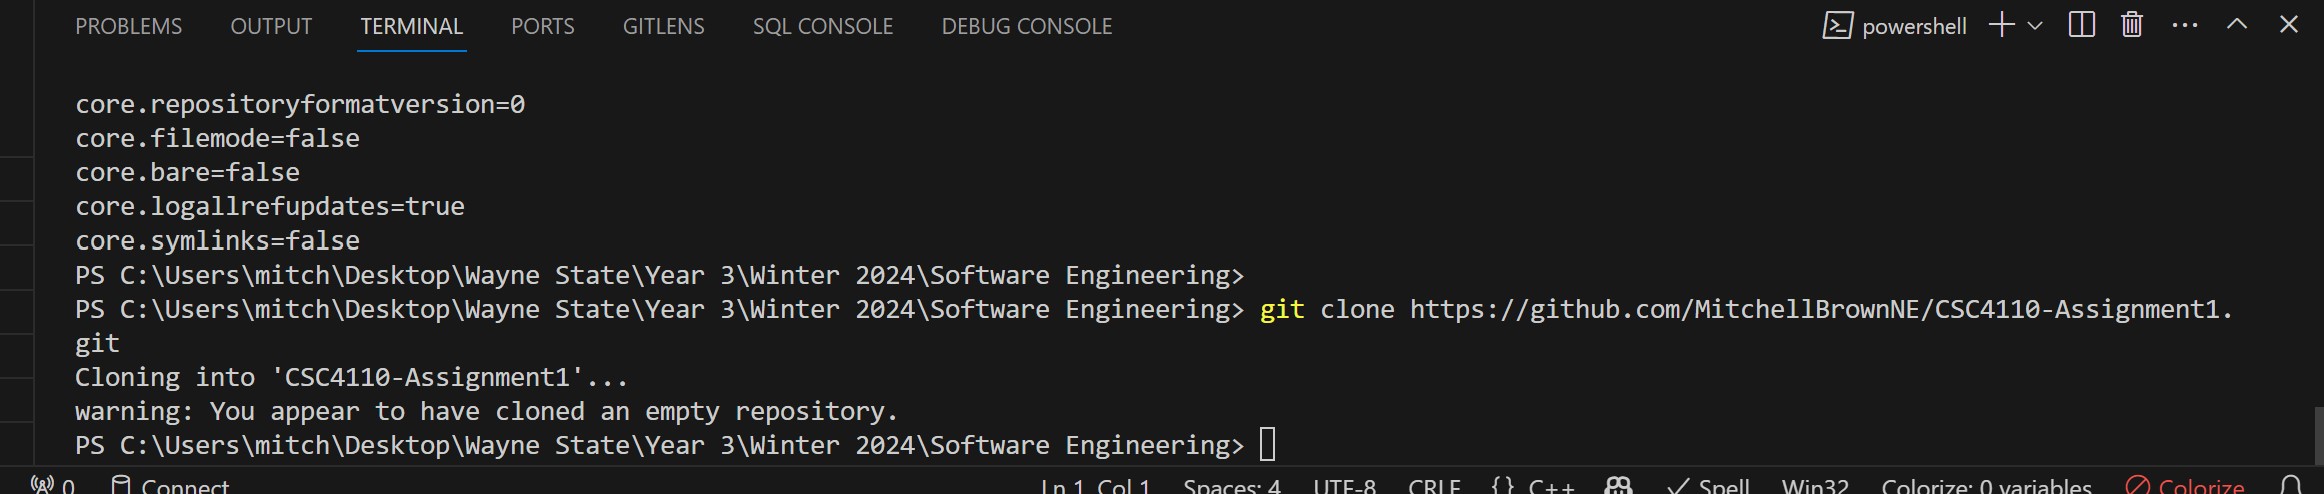 PROBLEMS OUTPUT TERMINAL PORTS GITLENS SQL CONSOLE DEBUG CONSOLE powershell
core.repositoryformatversion=0
core.filemode=false
core.bare=false
core.logallrefupdates=true
core.symlinks=false
PS C:\Users\mitch\Desktop\Wayne State\Year 3\Winter 2024\Software Engineering>
PS C:\Users\mitch\Desktop\Wayne State\Year 3\Winter 2024\Software Engineering> git clone https://github.com/MitchellBrownNE/CSC4110-Assignment1.
git
Cloning into 'CSC4110-Assignment1'...
warning: You appear to have cloned an empty repository.
PS C:\Users\mitch\Desktop\Wayne State\Year 3\Winter 2024\Software Engineering>
0 Connect Ln 1, Col 1 Spaces: 4 UTF-8 CRLF {} C++ Spell Win32 Colorize: 0 variables Colorize